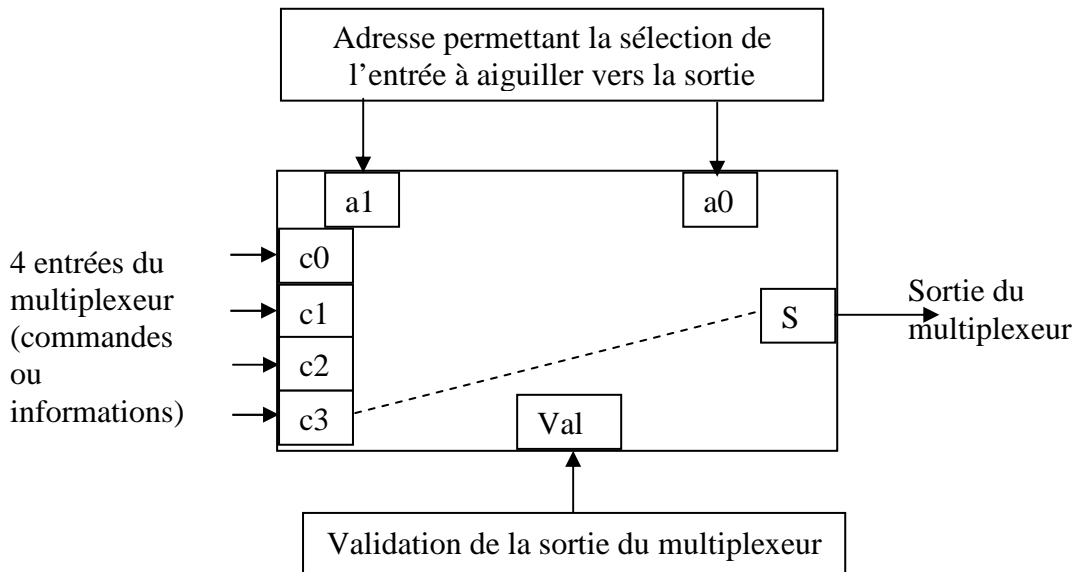 Adresse permettant la sélection de
l'entrée à aiguiller vers la sortie
a1
a0
4 entrées du
multiplexeur
(commandes
ou
informations)
c0
c1
c2
c3
S
Sortie du
multiplexeur
Val
Validation de la sortie du multiplexeur